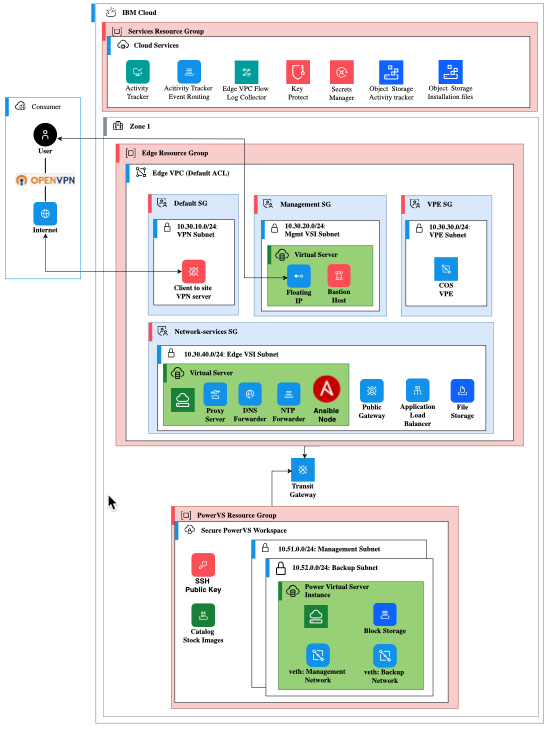 IBM Cloud
Services Resource Group
Cloud Services
Activity
Tracker
Acitivity Tracker
Event Routing
Edge VPC Flow
Log Collector
Key
Protect
Secrets
Manager
Object Storage
Activity tracker
Object Storage
Installation files
Consumer
User
OPENVPN
Internet
Zone 1
Edge Resource Group
Edge VPC (Default ACL)
Default SG
10.30.10.0/24:
VPN Subnet
Client to site
VPN server
Management SG
10.30.20.0/24:
Mgmt VSI Subnet
Virtual Server
Floating
IP
Bastion
Host
VPE SG
10.30.30.0/24:
VPE Subnet
COS
VPE
Network-services SG
10.30.40.0/24: Edge VSI Subnet
Virtual Server
Proxy
Server
DNS
Forwarder
NTP
Forwarder
Ansible
Node
Public
Gateway
Application
Load
Balancer
File
Storage
Transit
Gateway
PowerVS Resource Group
Secure PowerVS Workspace
SSH
Public Key
Catalog
Stock Images
10.51.0.0/24: Management Subnet
10.52.0.0/24: Backup Subnet
Power Virtual Server
Instance
Block Storage
veth: Management
Network
veth: Backup
Network